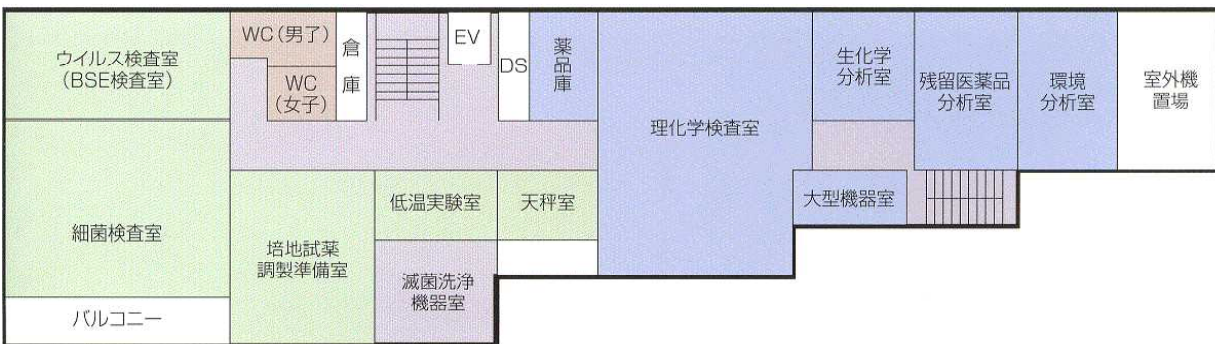 ウイルス検査室
(BSE検査室)
WC(男了)
WC
(女子)
倉
庫
EV
DS
薬
品
庫
理化学検査室
生化学
分析室
残留医薬品
分析室
環境
分析室
室外機
置場
細菌検査室
培地試薬
調製準備室
低温実験室
天秤室
大型機器室
滅菌洗浄
機器室
バルコニー